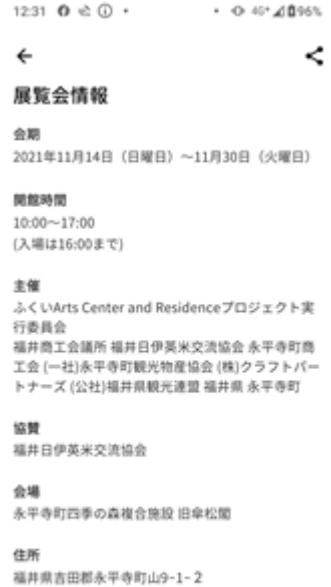 12:31
4G+
96%
展覧会情報
会期
2021年11月14日（日曜日）～11月30日（火曜日）
開館時間
10:00～17:00
(入場は16:00まで)
主催
ふくいArts Center and Residenceプロジェクト実
行委員会
福井商工会議所 福井日伊英米交流協会 永平寺町商
工会 (一社)永平寺町観光物産協会 (株)クラフトパー
トナーズ (公社)福井県観光連盟 福井県 永平寺町
協賛
福井日伊英米交流協会
会場
永平寺町四季の森複合施設 旧傘松閣
住所
福井県吉田郡永平寺町山9-1-２